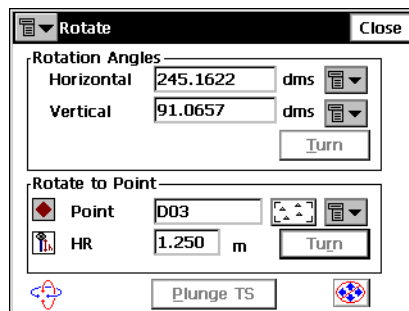 Rotate Close
Rotation Angles
Horizontal 245.1622 dms
Vertical 91.0657 dms
Turn
Rotate to Point
Point D03
HR 1.250 m Turn
Plunge TS